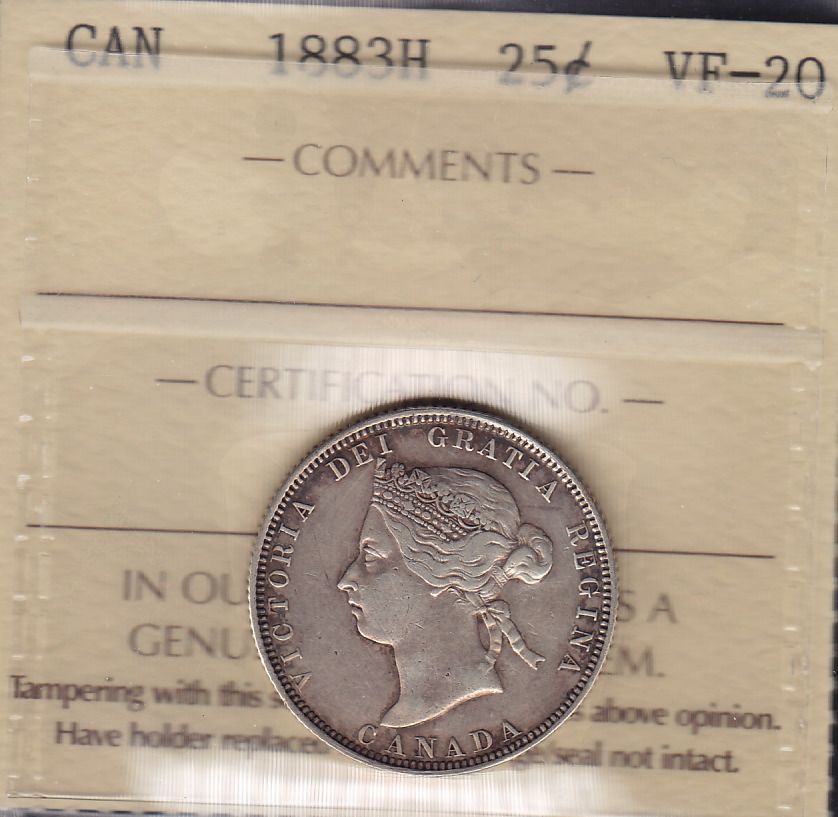 CAN 1883H 25¢ VF-20
— COMMENTS —
— CERTIFICATION NO. —
VICTORIA DEI GRATIA REGINA
CANADA
IN OU S A
GENU EM.
Tampering with this s above opinion.
Have holder replace seal not intact.